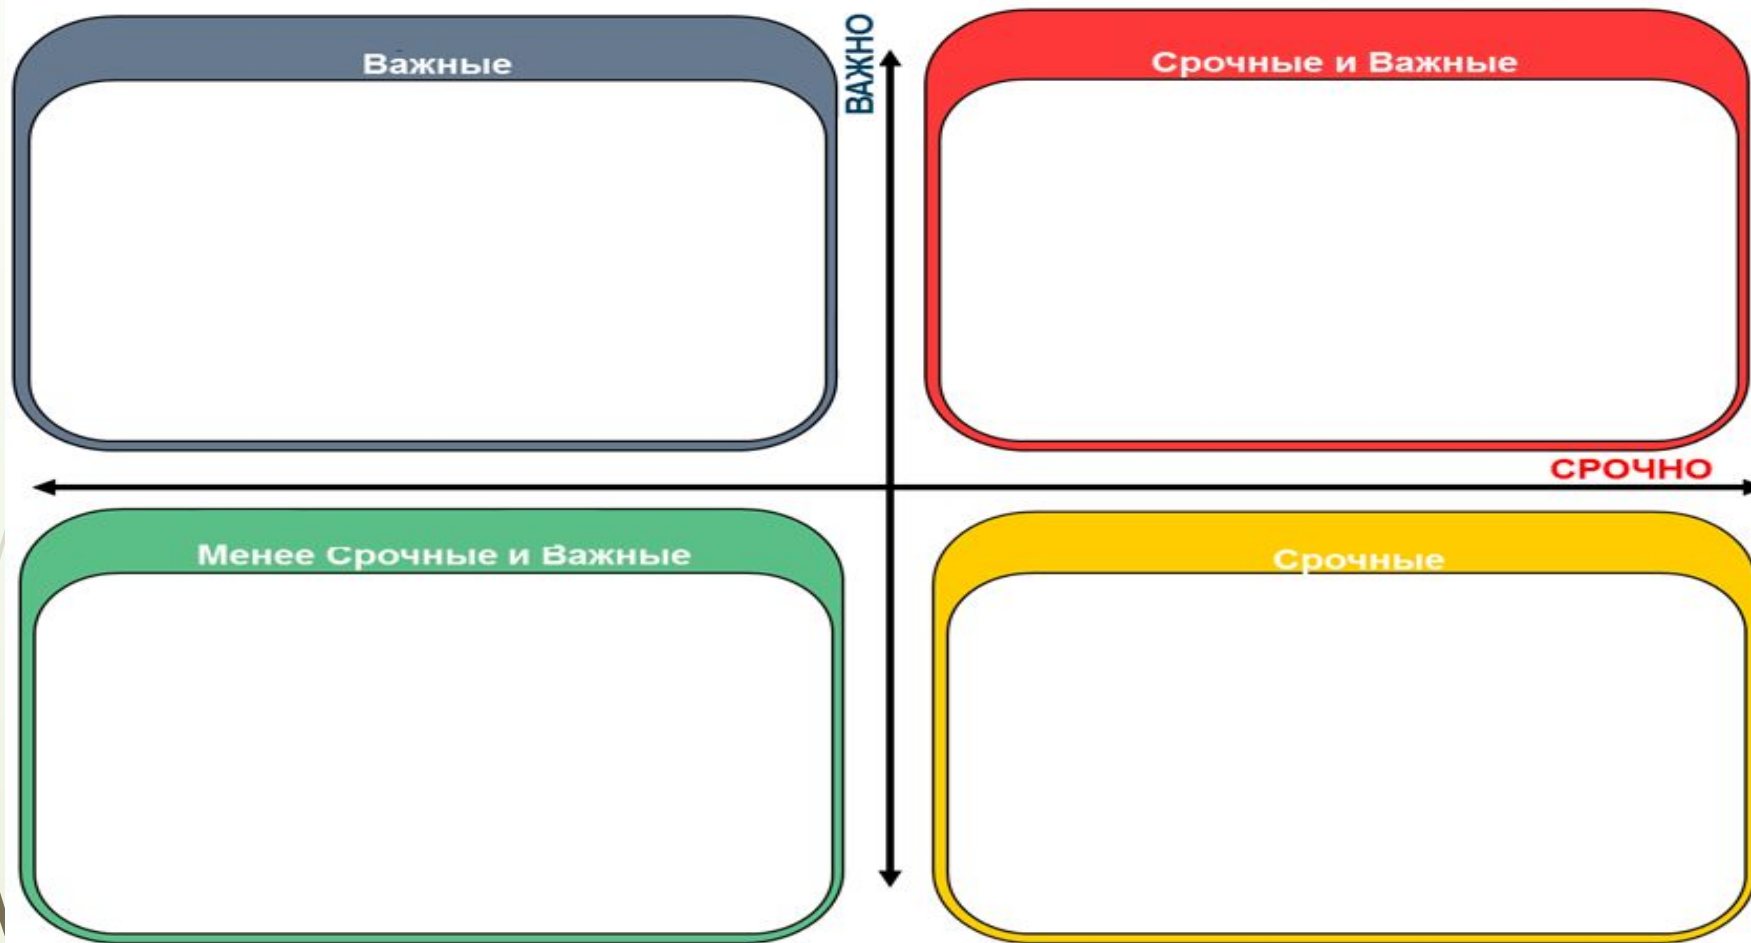 Важные
ВАЖНО
Срочные и Важные
СРОЧНО
Менее Срочные и Важные
Срочные